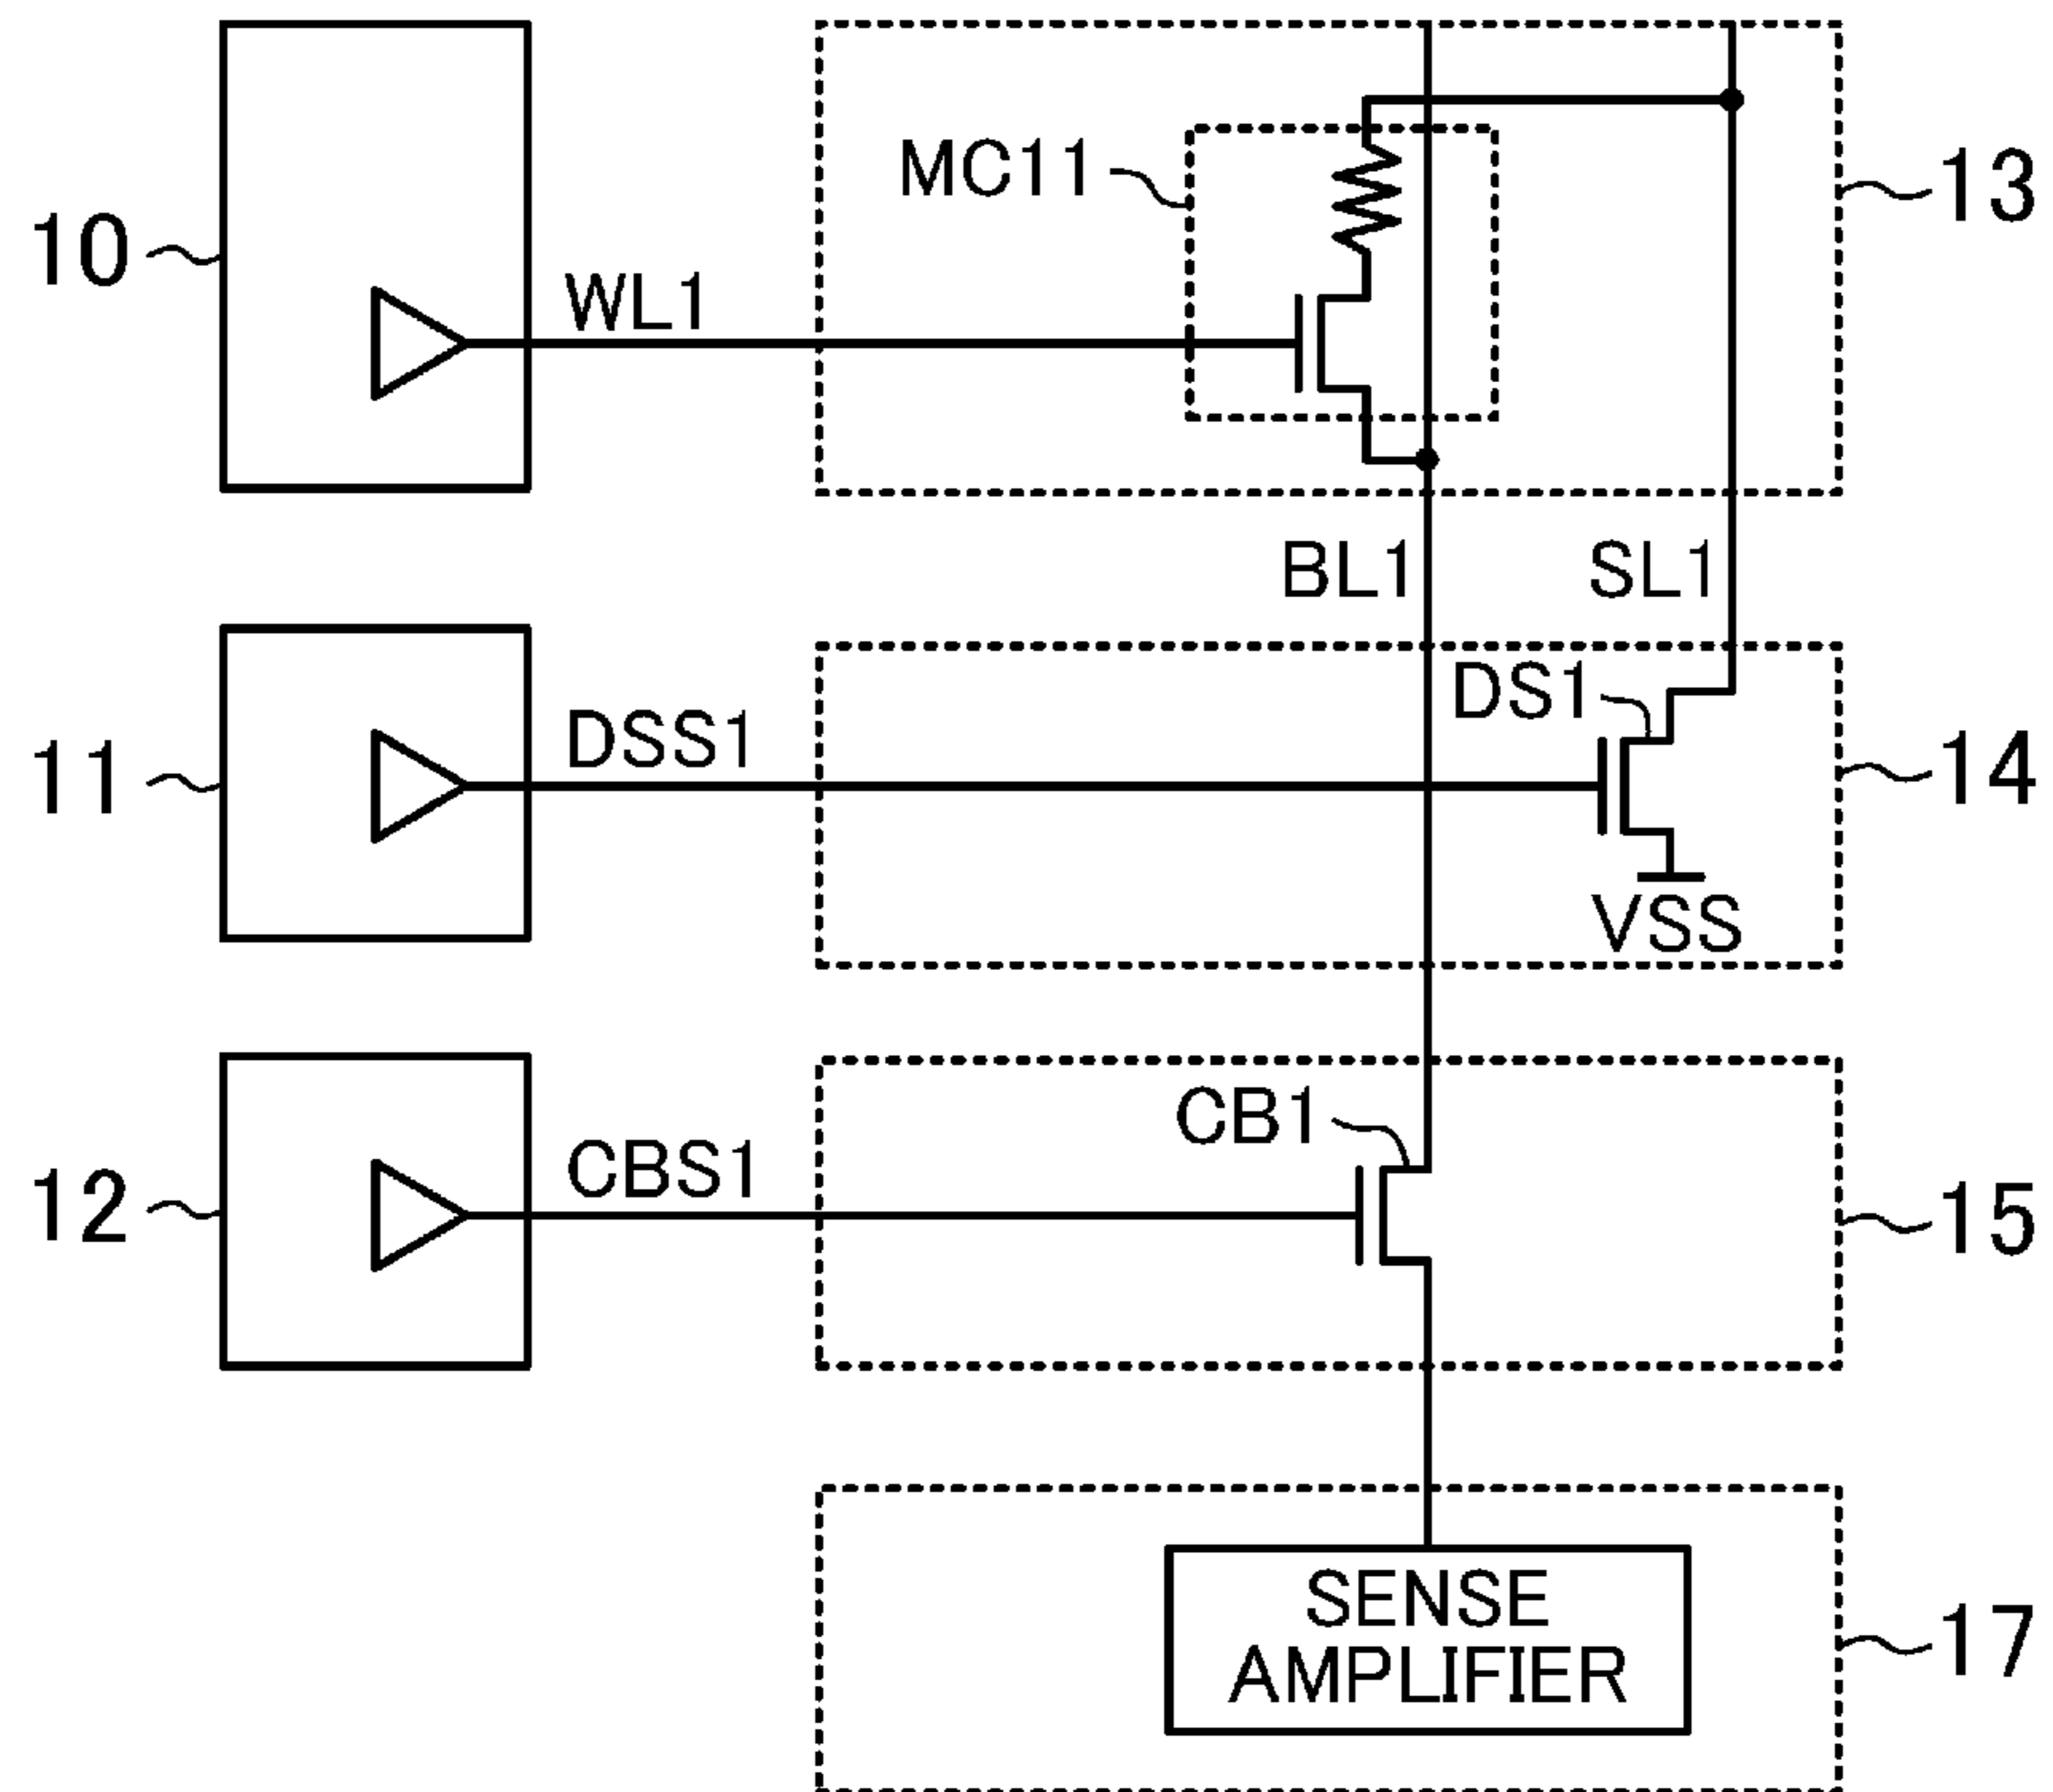 MC11
13
10
WL1
BL1
SL1
DS1
DSS1
11
14
VSS
CB1
CBS1
12
15
SENSE
AMPLIFIER
17